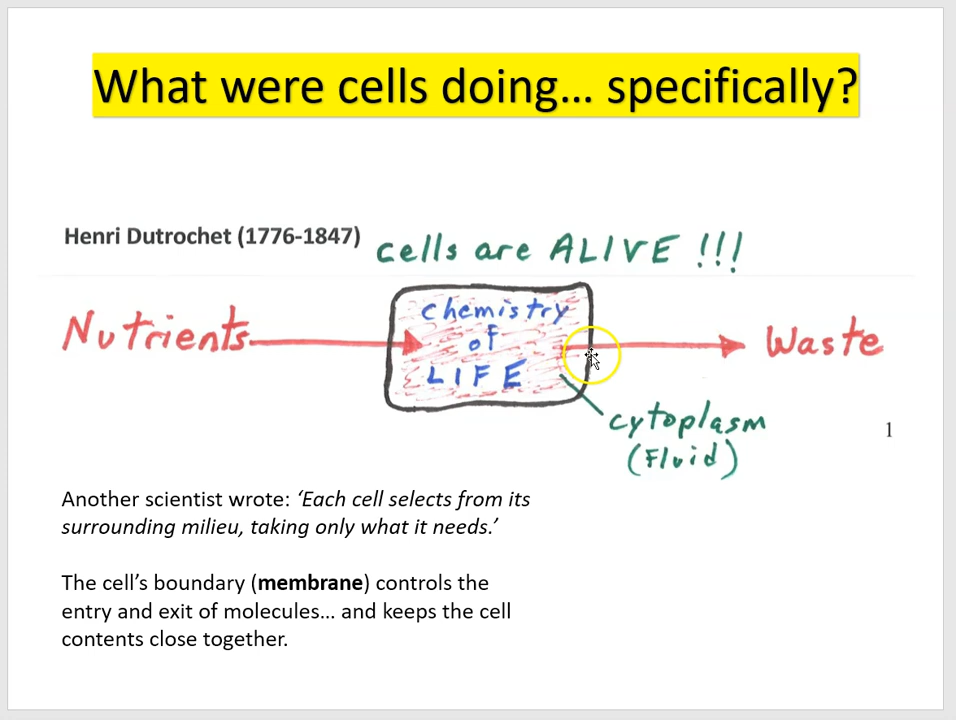 What were cells doing... specifically?
Henri Dutrochet (1776-1847)
cells are ALIVE !!!
Nutrients
Chemistry
of
LIFE
Waste
cytoplasm
(Fluid)
1
Another scientist wrote: ‘Each cell selects from its
surrounding milieu, taking only what it needs.’
The cell’s boundary (membrane) controls the
entry and exit of molecules... and keeps the cell
contents close together.